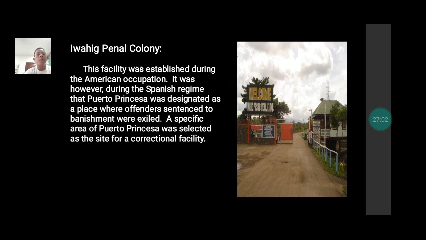 Iwahig Penal Colony:
This facility was established during
the American occupation. It was
however, during the Spanish regime
that Puerto Princesa was designated as
a place where offenders sentenced to
banishment were exiled. A specific
area of Puerto Princesa was selected
as the site for a correctional facility.
WELCOME